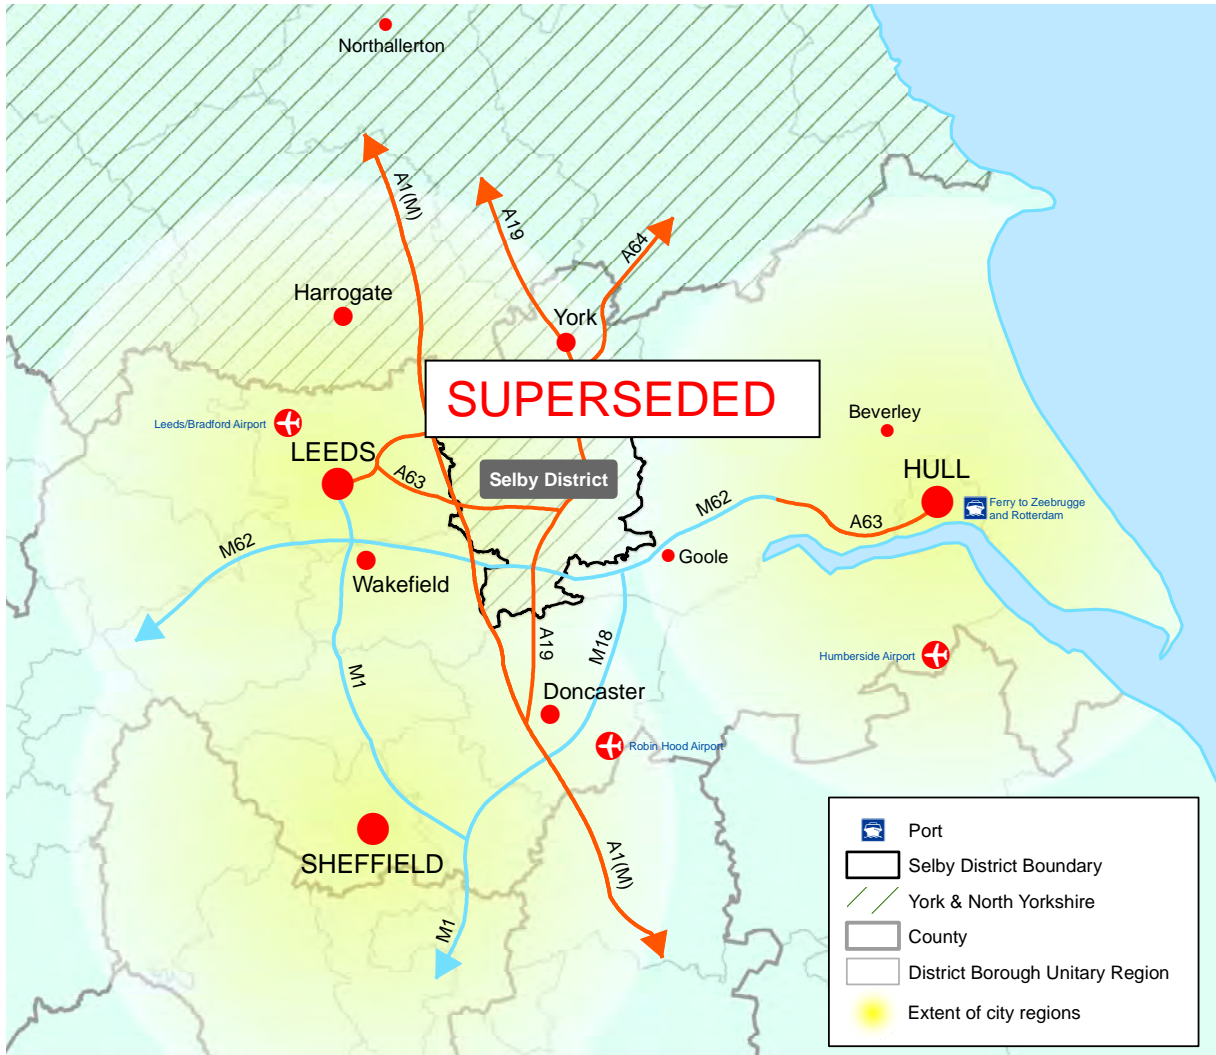 Northallerton
A1(M)
A19
A64
Harrogate
York
SUPERSEDED
Leeds/Bradford Airport
LEEDS
A63
Selby District
Beverley
HULL
Ferry to Zeebrugge
and Rotterdam
M62
A63
M62
Goole
Wakefield
A19
M18
M1
Humberside Airport
Doncaster
Robin Hood Airport
SHEFFIELD
A1(M)
M1
Port
Selby District Boundary
York & North Yorkshire
County
District Borough Unitary Region
Extent of city regions